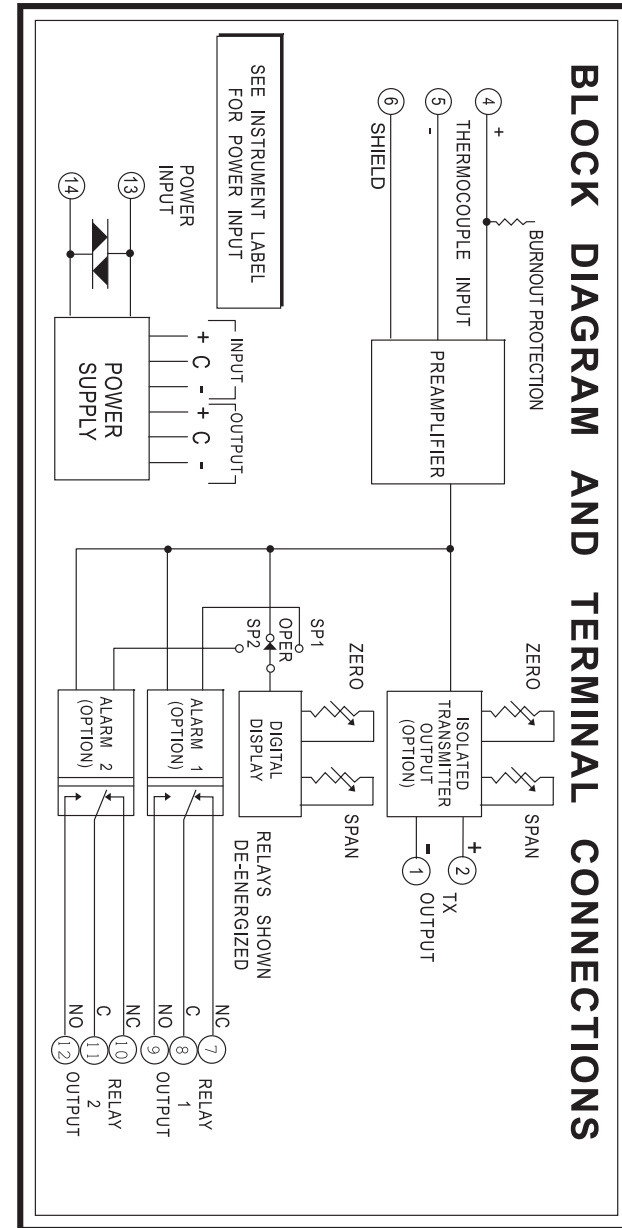 BLOCK DIAGRAM AND TERMINAL CONNECTIONS
BURNOUT PROTECTION
4
+
THERMOCOUPLE INPUT
5
-
6
SHIELD
PREAMPLIFIER
ZERO
SPAN
ISOLATED
TRANSMITTER
OUTPUT
(OPTION)
+
2
-
1
TX
OUTPUT
SEE INSTRUMENT LABEL
FOR POWER INPUT
ZERO
SPAN
SP1
OPER
SP2
DIGITAL
DISPLAY
RELAYS SHOWN
DE-ENERGIZED
POWER
INPUT
13
14
INPUT
OUTPUT
+ C - + C -
POWER
SUPPLY
ALARM 1
(OPTION)
NC
7
C
8
NO
9
RELAY
1
OUTPUT
ALARM 2
(OPTION)
NC
10
C
11
NO
12
RELAY
2
OUTPUT